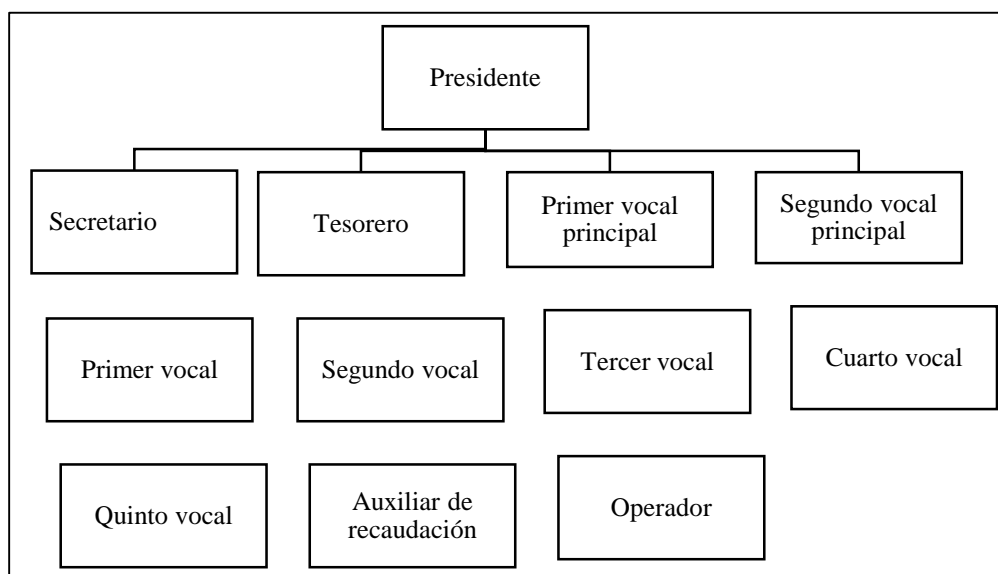 Presidente
Secretario
Tesorero
Primer vocal
principal
Segundo vocal
principal
Primer vocal
Segundo vocal
Tercer vocal
Cuarto vocal
Quinto vocal
Auxiliar de
recaudación
Operador